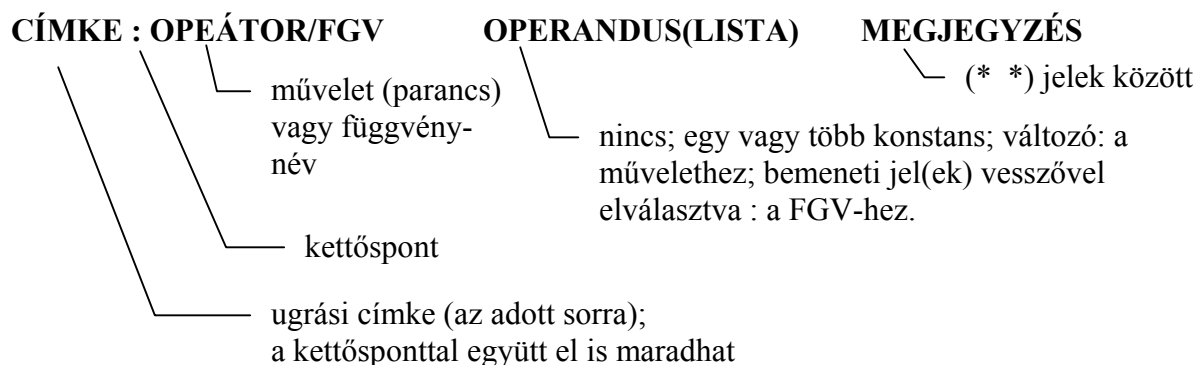 CÍMKE : OPEÁTOR/FGV OPERANDUS(LISTA) MEGJEGYZÉS
(* *) jelek között
művelet (parancs)
vagy függvény-
név
nincs; egy vagy több konstans; változó: a
művelethez; bemeneti jel(ek) vesszővel
elválasztva : a FGV-hez.
kettőspont
ugrási címke (az adott sorra);
a kettősponttal együtt el is maradhat